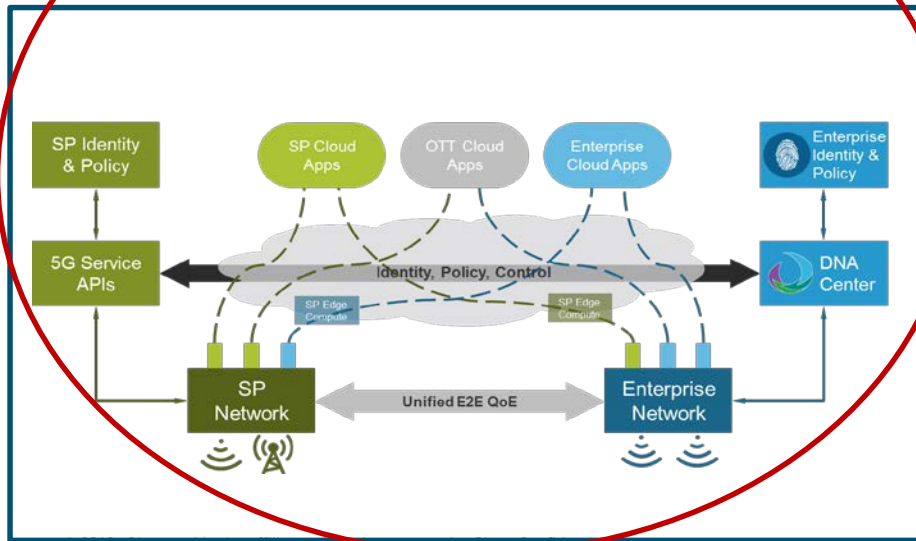 SP Identity
& Policy
SP Cloud
Apps
OTT Cloud
Apps
Enterprise
Cloud Apps
Enterprise
Identity &
Policy
5G Service
APIs
Identity, Policy, Control
DNA
Center
SP Edge
Compute
SP Edge
Compute
SP
Network
Unified E2E QoE
Enterprise
Network